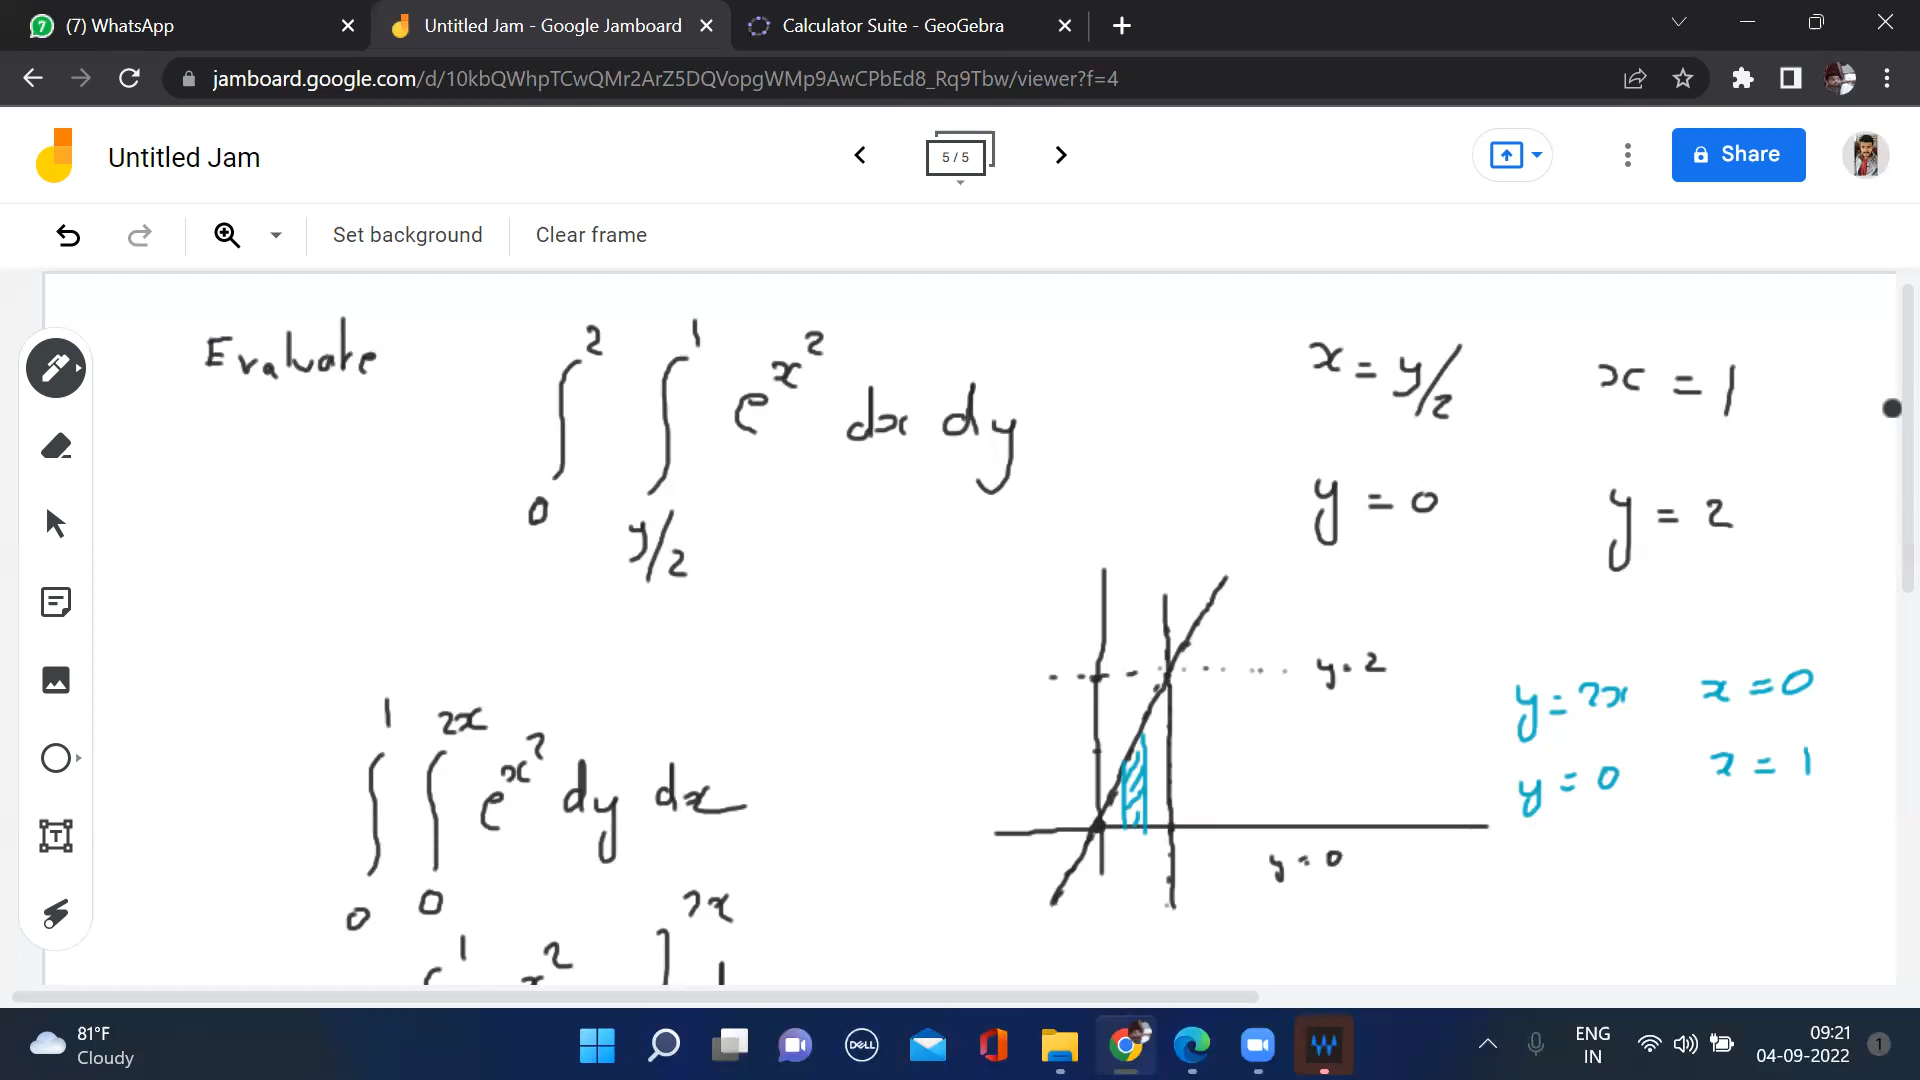 (7) WhatsApp
Untitled Jam - Google Jamboard
Calculator Suite - GeoGebra
jamboard.google.com/d/10kbQWhpTCwQMr2ArZ5DQVopgWMp9AwCPbEd8_Rq9Tbw/viewer?f=4
Untitled Jam
5 / 5
Share
Set background
Clear frame
Evaluate ∫₀² ∫_{y/2}^1 e^{x²} dx dy
x = y/2 x = 1
y = 0 y = 2
y = 2
y = 2x x = 0
y = 0 x = 1
y = 0
∫₀¹ ∫₀^{2x} e^{x²} dy dx
81°F
Cloudy
DELL
ENG
IN
09:21
04-09-2022
1